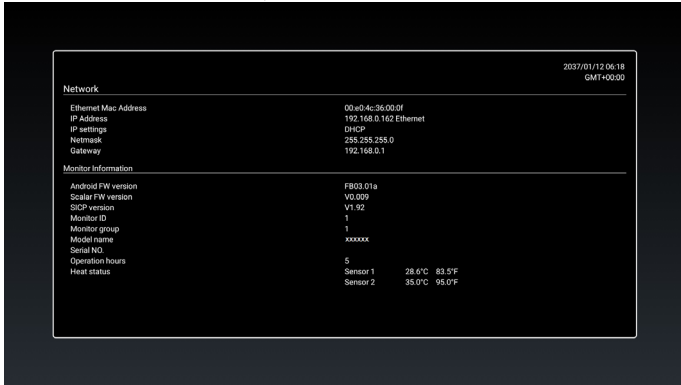 2037/01/12 06:18
GMT+00:00
Network
Ethernet Mac Address 00:e0:4c:36:00:0f
IP Address 192.168.0.162 Ethernet
IP settings DHCP
Netmask 255.255.255.0
Gateway 192.168.0.1
Monitor Information
Android FW version FB03.01a
Scalar FW version V0.009
SICP version V1.92
Monitor ID 1
Monitor group 1
Model name xxxxxx
Serial NO.
Operation hours 5
Heat status Sensor 1 28.6°C 83.5°F
Sensor 2 35.0°C 95.0°F